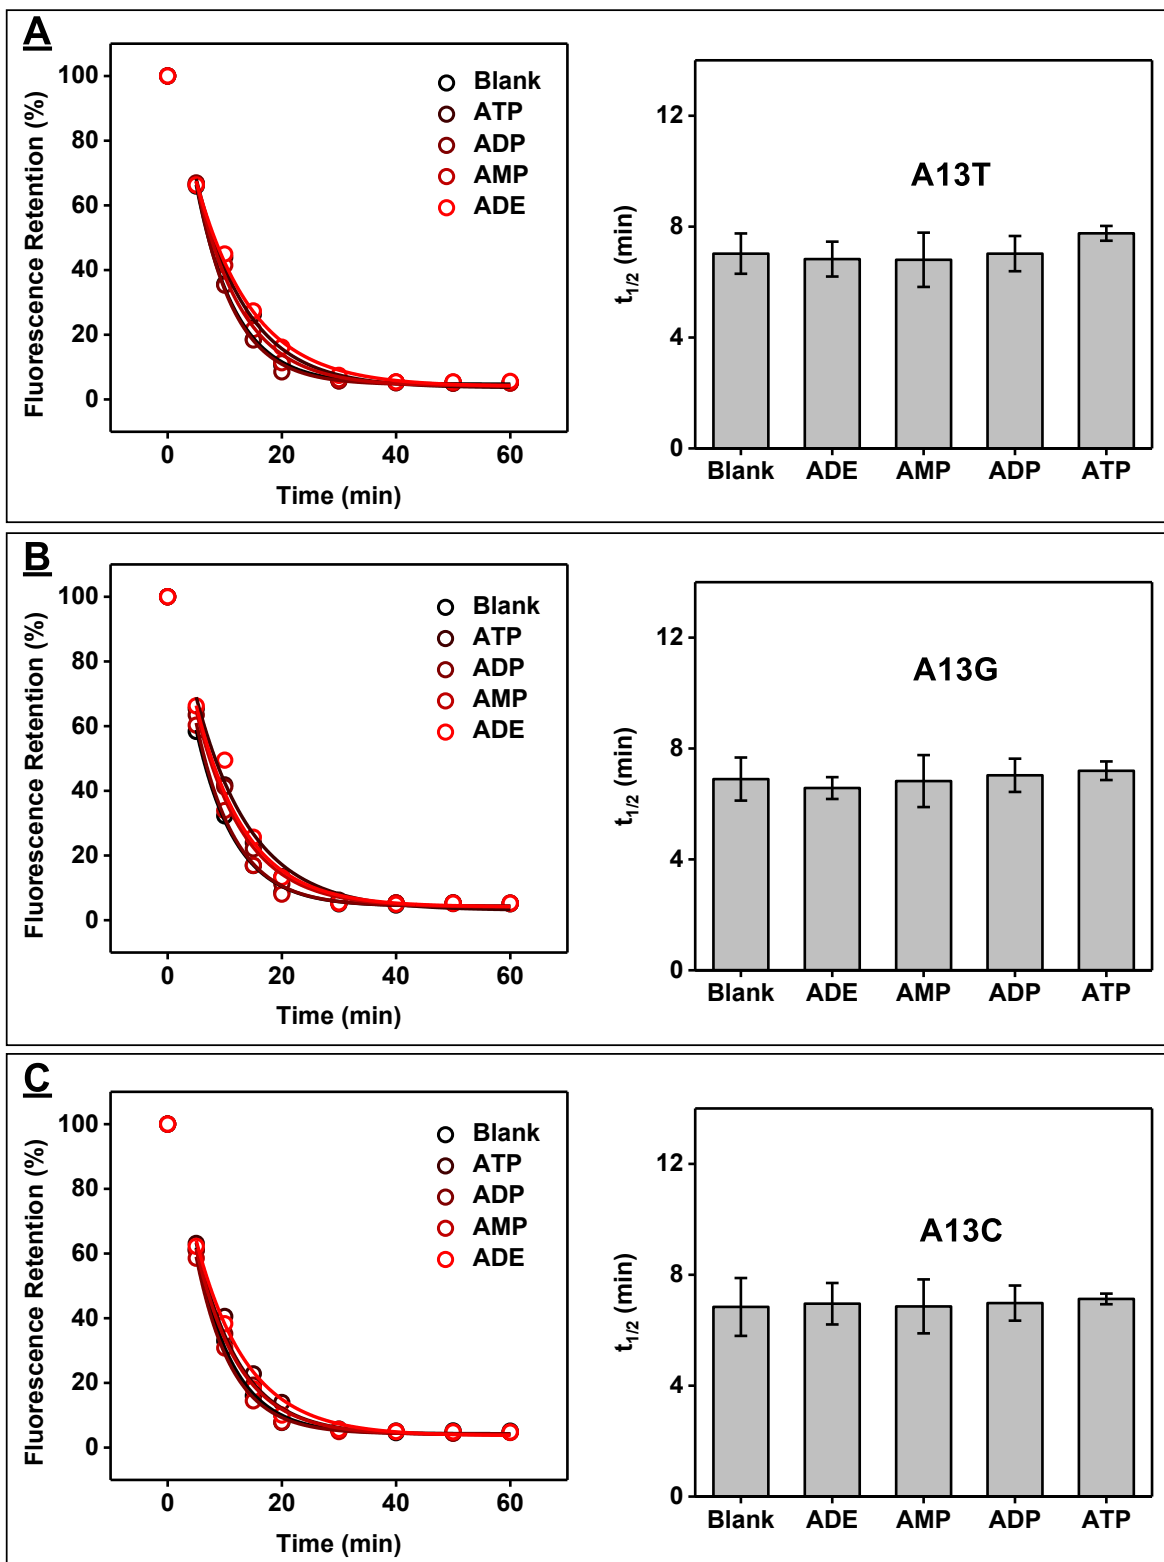 A
Fluorescence Retention (%)
100
80
60
40
20
0
0 20 40 60
Time (min)
Blank
ATP
ADP
AMP
ADE
t1/2 (min)
12
8
4
0
A13T
Blank ADE AMP ADP ATP
B
Fluorescence Retention (%)
100
80
60
40
20
0
0 20 40 60
Time (min)
Blank
ATP
ADP
AMP
ADE
t1/2 (min)
12
8
4
0
A13G
Blank ADE AMP ADP ATP
C
Fluorescence Retention (%)
100
80
60
40
20
0
0 20 40 60
Time (min)
Blank
ATP
ADP
AMP
ADE
t1/2 (min)
12
8
4
0
A13C
Blank ADE AMP ADP ATP